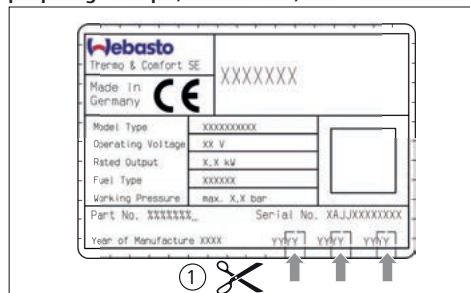 Webasto
Thermo & Comfort SE
Made in
Germany CE
XXXXXXX
Model Type XXXXXXXXXX
Operating Voltage XX V
Rated Output X.X kW
Fuel Type XXXXXX
Working Pressure max. X,X bar
Part No. XXXXXXX_ Serial No. XAJJXXXXXXXX
Year of Manufacture XXXX YYYY YYYY YYYY
1